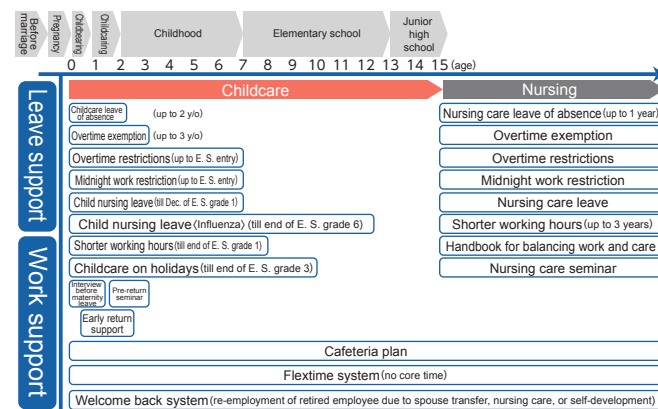 Before
marriage
Pregnancy
Childbearing
Childcaring
Childhood
Elementary school
Junior
high
school
0 1 2 3 4 5 6 7 8 9 10 11 12 13 14 15 (age)
Leave support
Childcare
Nursing
Childcare leave
of absence
(up to 2 y/o)
Nursing care leave of absence (up to 1 year)
Overtime exemption
(up to 3 y/o)
Overtime exemption
Overtime restrictions (up to E. S. entry)
Overtime restrictions
Midnight work restriction (up to E. S. entry)
Midnight work restriction
Child nursing leave (till Dec. of E. S. grade 1)
Nursing care leave
Child nursing leave 〈Influenza〉 (till end of E. S. grade 6)
Shorter working hours (up to 3 years)
Work support
Shorter working hours (till end of E. S. grade 1)
Handbook for balancing work and care
Childcare on holidays (till end of E. S. grade 3)
Nursing care seminar
Interview
before
maternity
leave
Pre-return
seminar
Early return
support
Cafeteria plan
Flextime system (no core time)
Welcome back system (re-employment of retired employee due to spouse transfer, nursing care, or self-development)